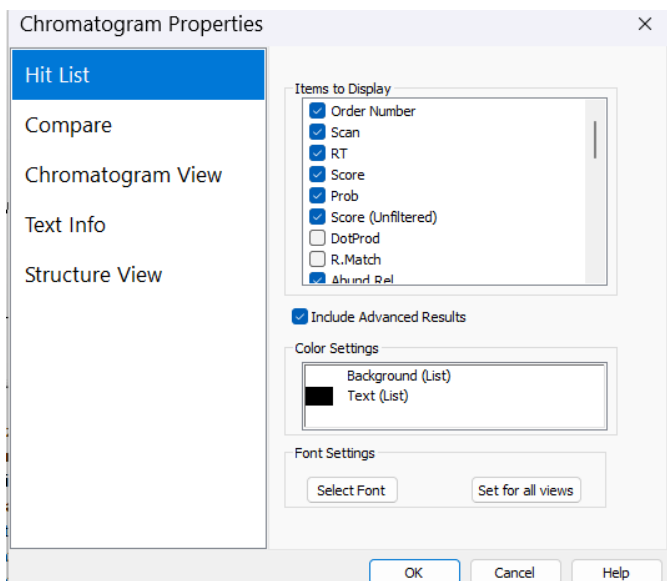 Chromatogram Properties
Hit List
Compare
Chromatogram View
Text Info
Structure View
Items to Display
Order Number
Scan
RT
Score
Prob
Score (Unfiltered)
DotProd
R.Match
Abund Rel
Include Advanced Results
Color Settings
Background (List)
Text (List)
Font Settings
Select Font Set for all views
OK Cancel Help